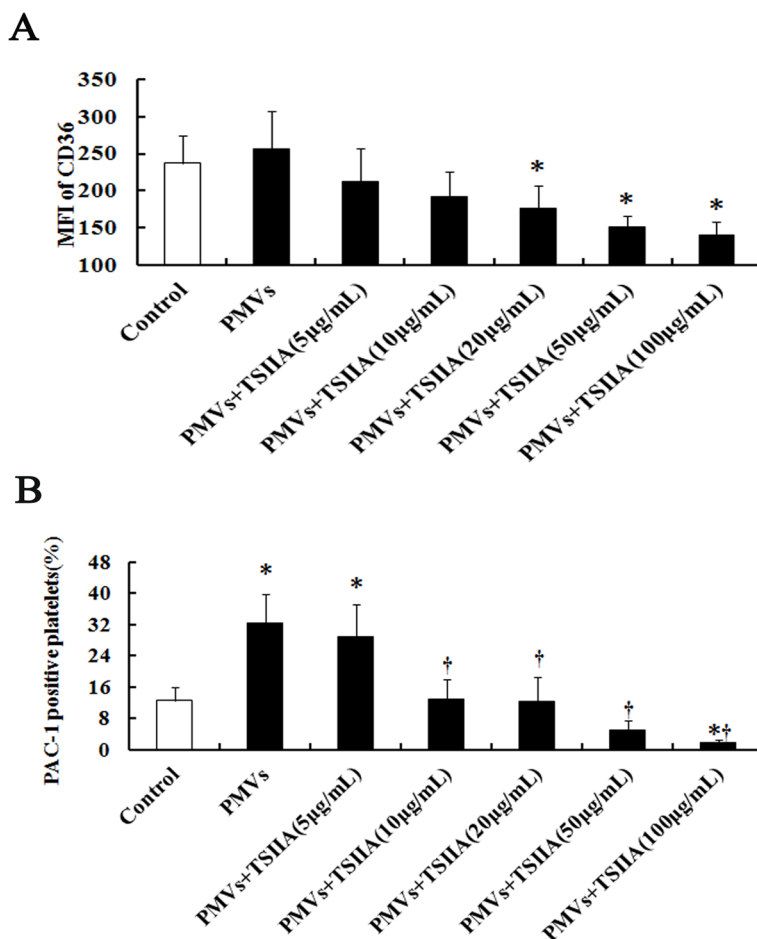 A
MFI of CD36
350
300
250
200
150
100
*
*
*
Control
PMVs
PMVs+TSIIA(5μg/mL)
PMVs+TSIIA(10μg/mL)
PMVs+TSIIA(20μg/mL)
PMVs+TSIIA(50μg/mL)
PMVs+TSIIA(100μg/mL)
B
PAC-1 positive platelets(%)
48
40
32
24
16
8
0
*
*
†
†
†
*†
Control
PMVs
PMVs+TSIIA(5μg/mL)
PMVs+TSIIA(10μg/mL)
PMVs+TSIIA(20μg/mL)
PMVs+TSIIA(50μg/mL)
PMVs+TSIIA(100μg/mL)